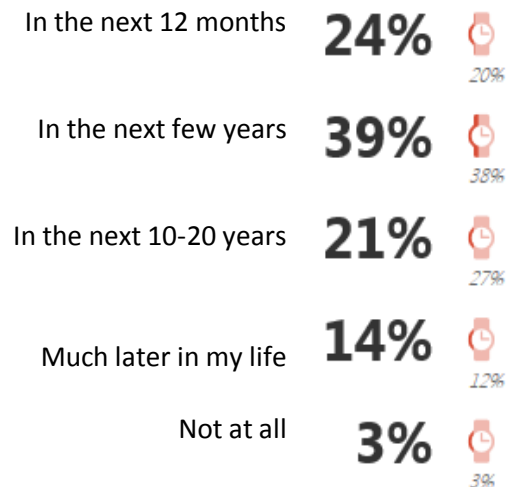 In the next 12 months 24%
20%
In the next few years 39%
38%
In the next 10-20 years 21%
27%
Much later in my life 14%
12%
Not at all 3%
3%